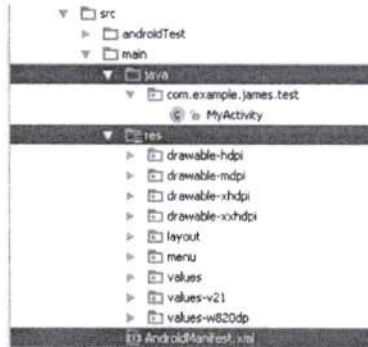 src
androidTest
main
java
com.example.james.test
MyActivity
res
drawable-hdpi
drawable-mdpi
drawable-xhdpi
drawable-xxhdpi
layout
menu
values
values-v21
values-w820dp
AndroidManifest.xml